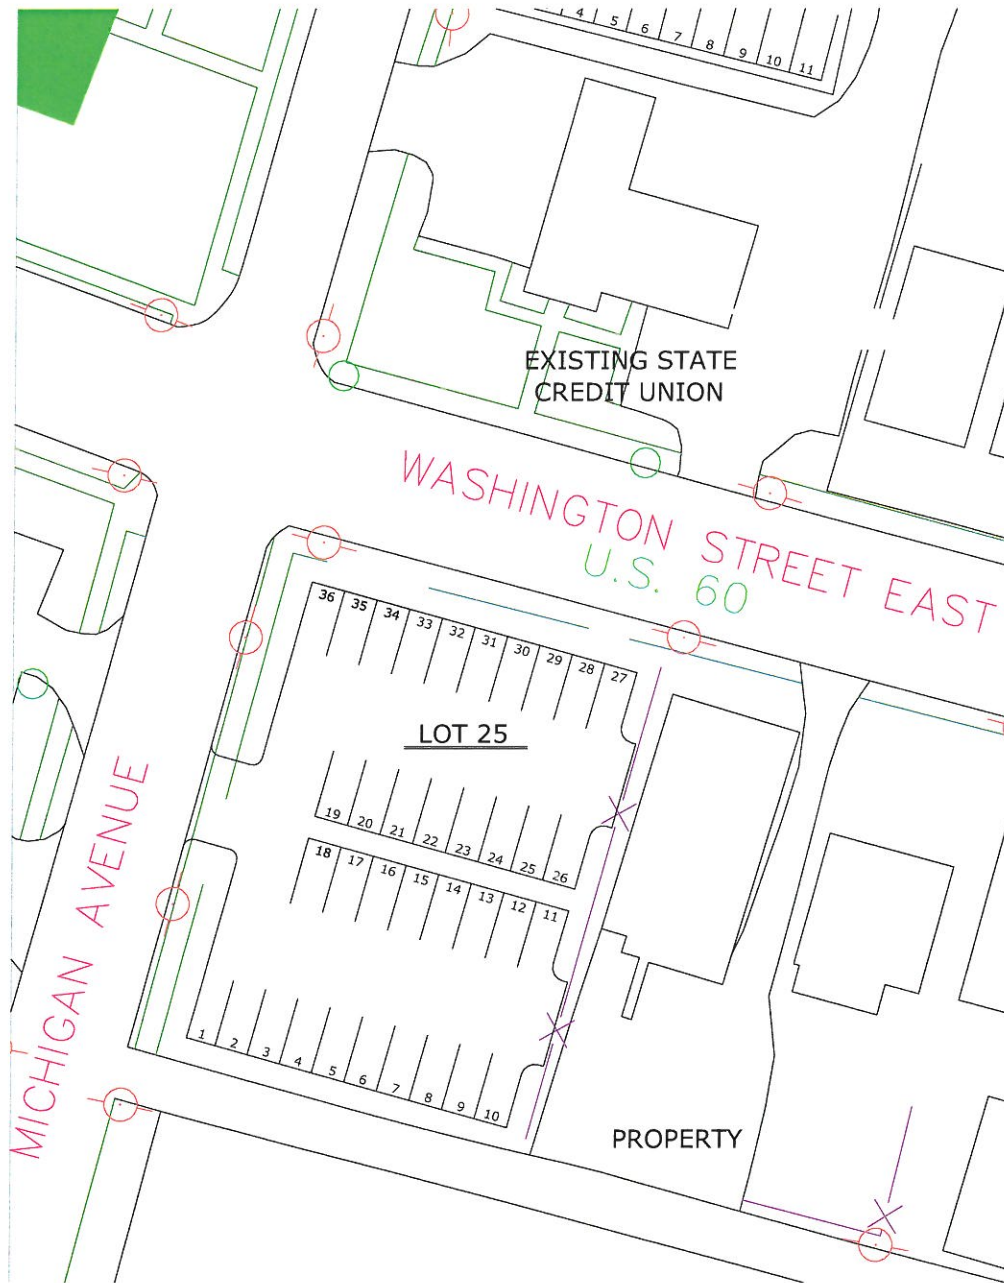 4 5 6 7 8 9 10 11
EXISTING STATE
CREDIT UNION
WASHINGTON STREET EAST
U.S. 60
36 35 34 33 32 31 30 29 28 27
LOT 25
19 20 21 22 23 24 25 26
18 17 16 15 14 13 12 11
MICHIGAN AVENUE
1 2 3 4 5 6 7 8 9 10
PROPERTY